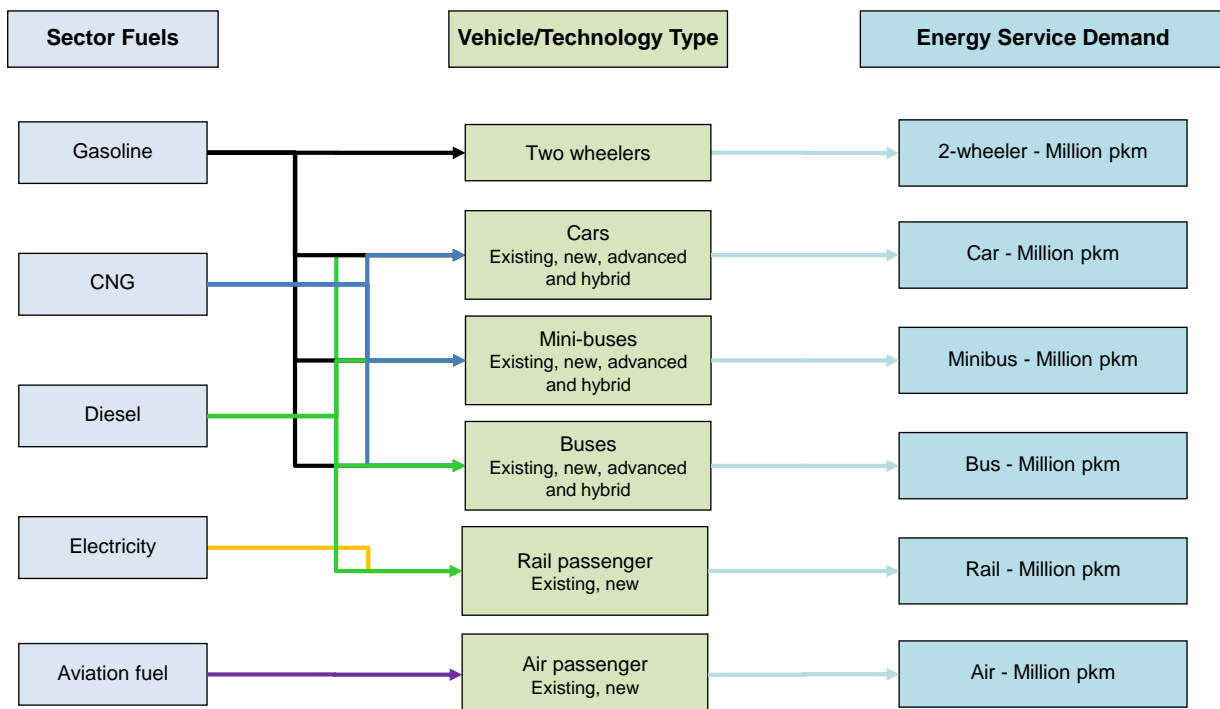 Sector Fuels
Vehicle/Technology Type
Energy Service Demand
Gasoline
Two wheelers
2-wheeler - Million pkm
CNG
Cars
Existing, new, advanced
and hybrid
Car - Million pkm
Mini-buses
Existing, new, advanced
and hybrid
Minibus - Million pkm
Diesel
Buses
Existing, new, advanced
and hybrid
Bus - Million pkm
Electricity
Rail passenger
Existing, new
Rail - Million pkm
Aviation fuel
Air passenger
Existing, new
Air - Million pkm